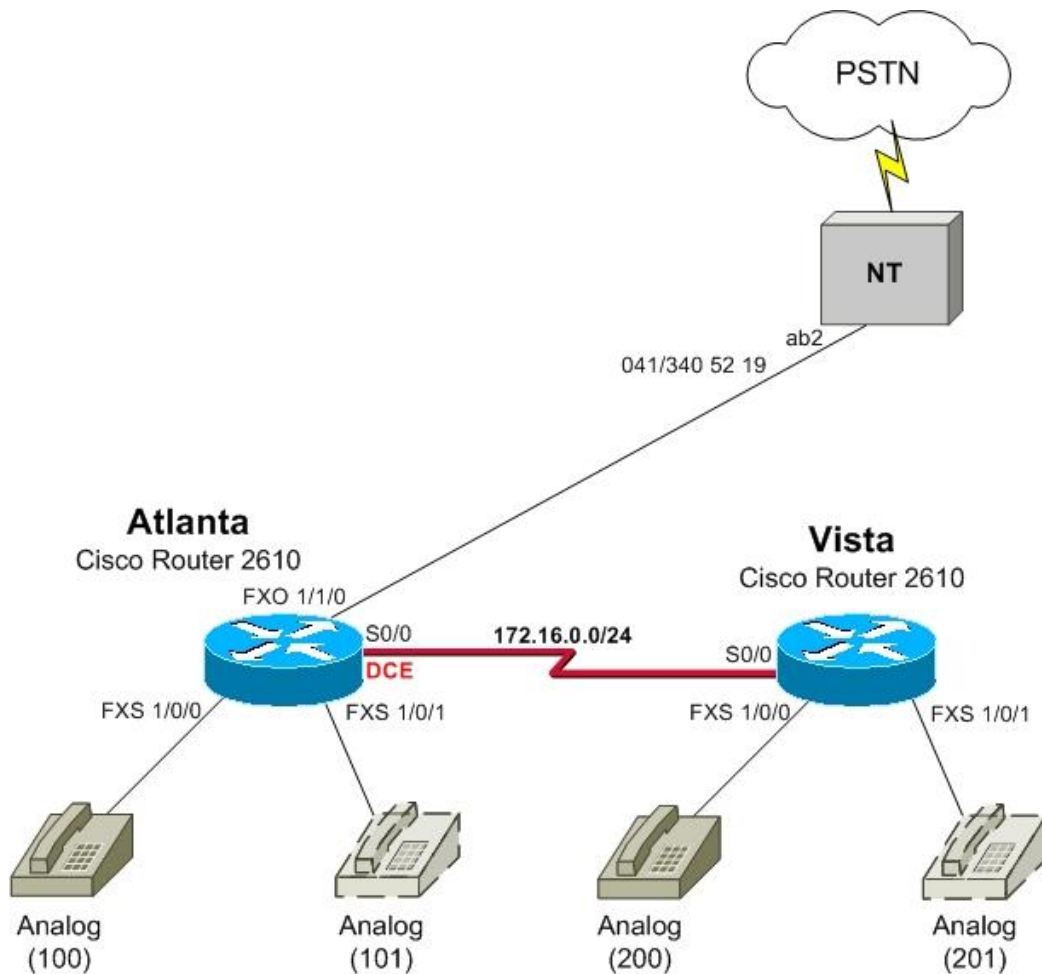 PSTN
NT
ab2
041/340 52 19
Atlanta
Cisco Router 2610
FXO 1/1/0
S0/0
DCE
172.16.0.0/24
Vista
Cisco Router 2610
S0/0
FXS 1/0/0
FXS 1/0/1
FXS 1/0/0
FXS 1/0/1
Analog
(100)
Analog
(101)
Analog
(200)
Analog
(201)